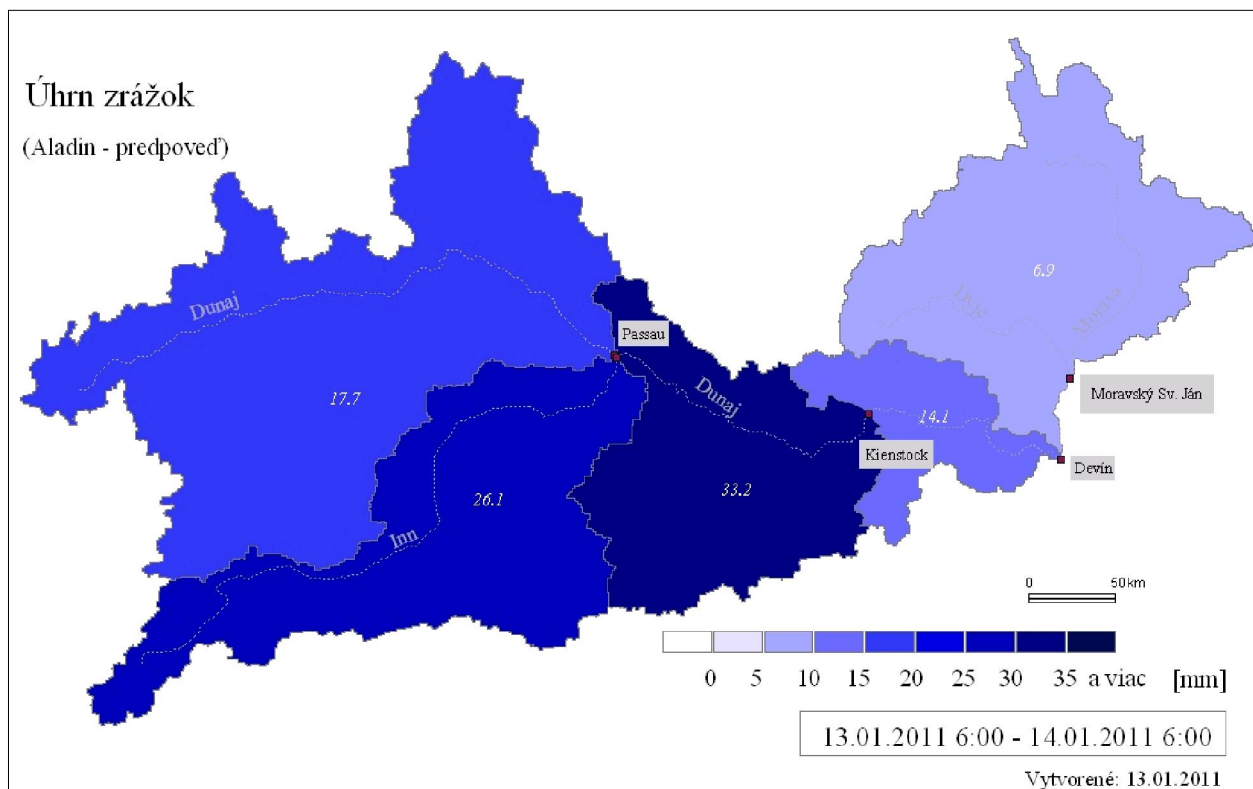 Úhrn zrážok
(Aladin - predpoveď)
Dunaj
Passau
6.9
Dyje
Morava
17.7
Dunaj
Moravský Sv. Ján
14.1
Kienstock
Devín
26.1
33.2
Inn
0 50km
0 5 10 15 20 25 30 35 a viac [mm]
13.01.2011 6:00 - 14.01.2011 6:00
Vytvorené: 13.01.2011